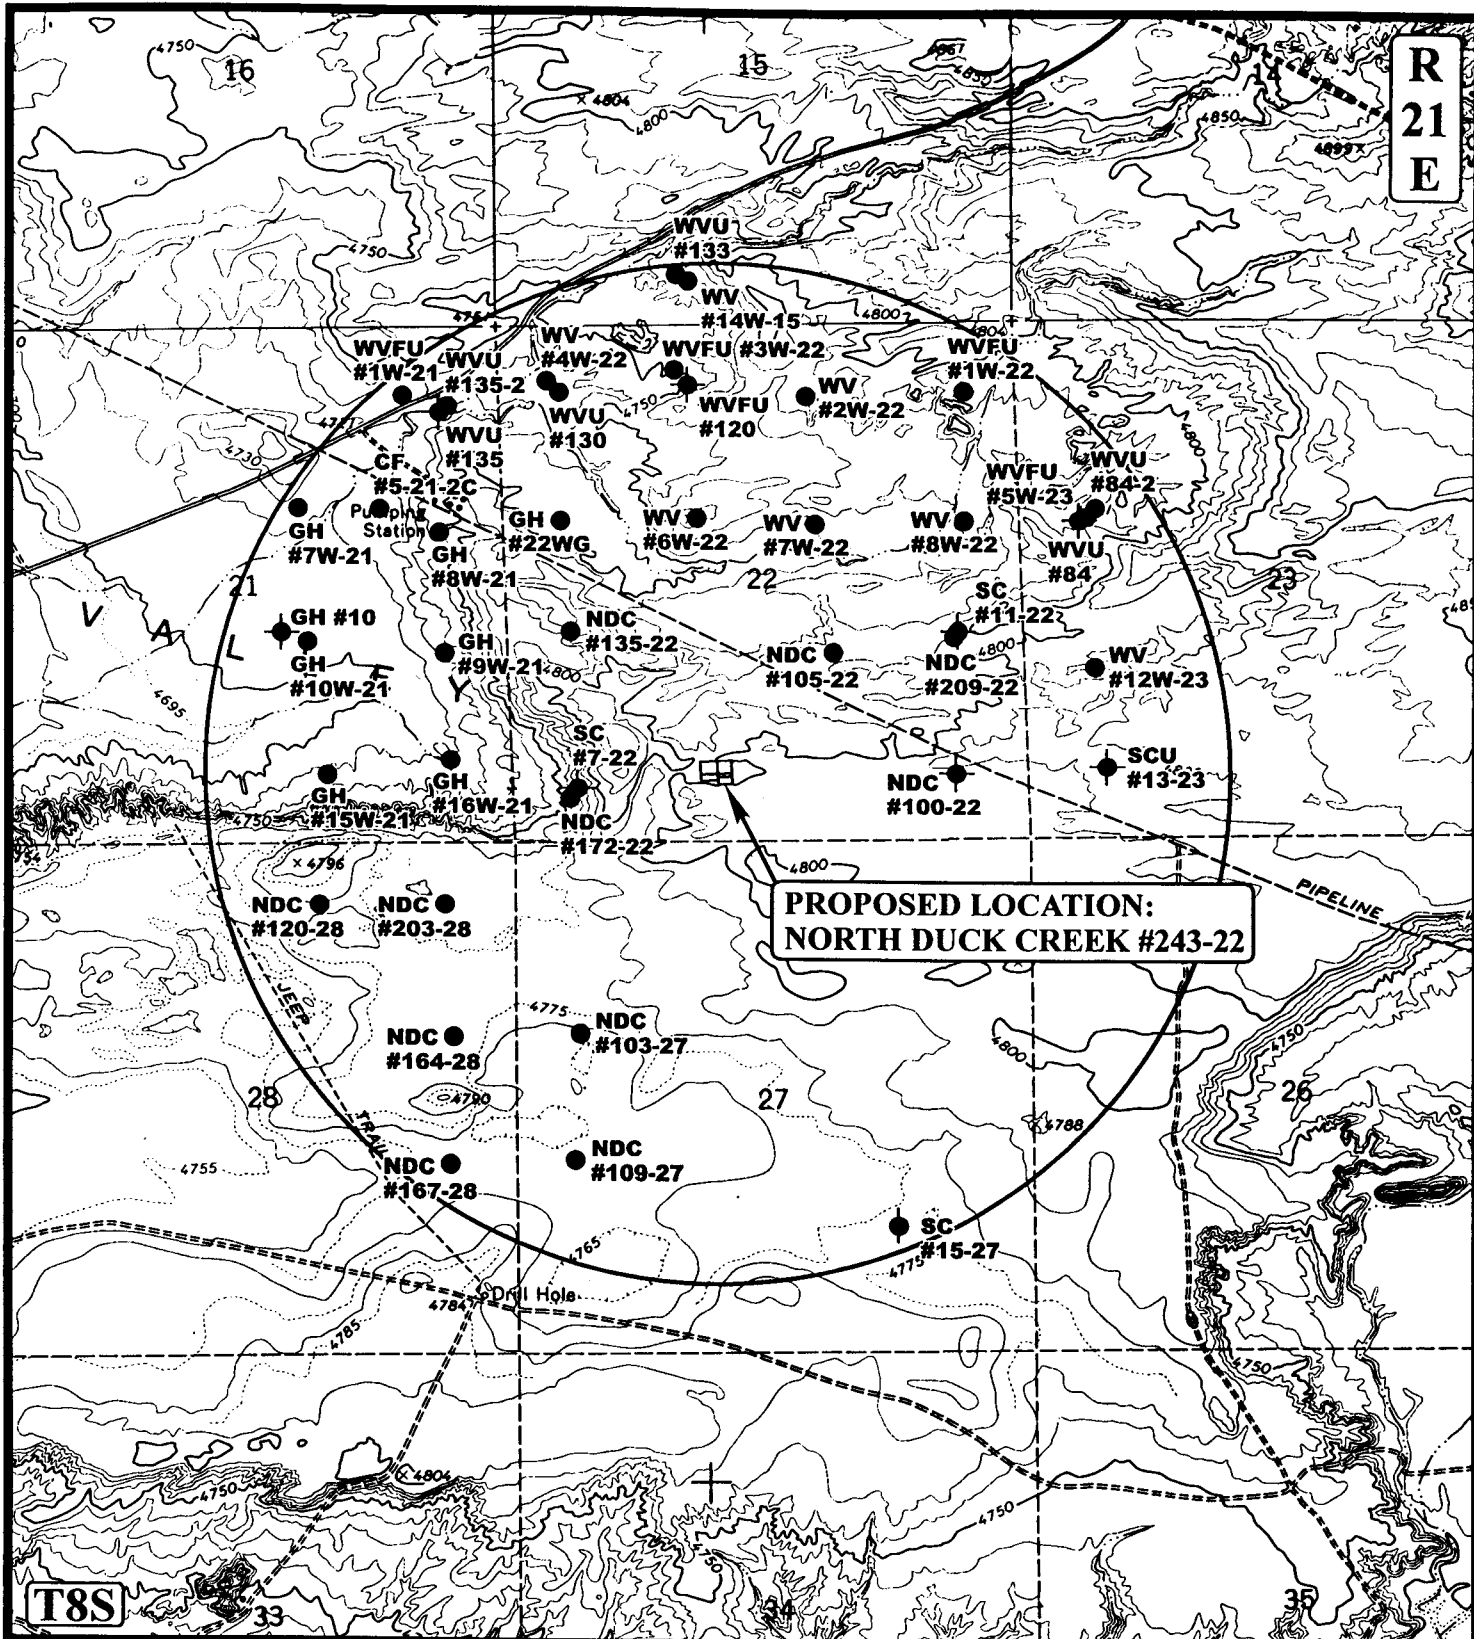 4750
16
15
4867
4850
14
R
21
E
4804
4800
4850
4899
4750
WVU
#133
WV
#14W-15
4800
4804
WV
#4W-22
WVFU #3W-22
WVFU
#1W-22
WVFU
#1W-21
WVU
#135-2
WVU
#130
4750
WVFU
#120
WV
#2W-22
WVU
#135
4730
CF
#5-21-2C
4800
WVFU
#5W-23
WVU
#84-2
Pumping
Station
GH
#7W-21
GH
#8W-21
GH
#22WG
WV
#6W-22
WV
#7W-22
WV
#8W-22
WVU
#84
21
22
23
VALLEY
GH #10
GH
#10W-21
GH
#9W-21
4800
NDC
#135-22
NDC
#105-22
SC
#11-22
4800
NDC
#209-22
WV
#12W-23
4695
SC
#7-22
GH
#15W-21
GH
#16W-21
NDC
#172-22
NDC
#100-22
SCU
#13-23
4750
4796
4800
PIPELINE
NDC
#120-28
NDC
#203-28
PROPOSED LOCATION:
NORTH DUCK CREEK #243-22
JEEP
TRAIL
4775
NDC
#164-28
NDC
#103-27
4800
4750
28
4790
27
26
4788
4755
NDC
#167-28
NDC
#109-27
SC
#15-27
4765
4775
Drill Hole
4784
4785
4750
4804
4750
4750
4750
T8S
33
34
35